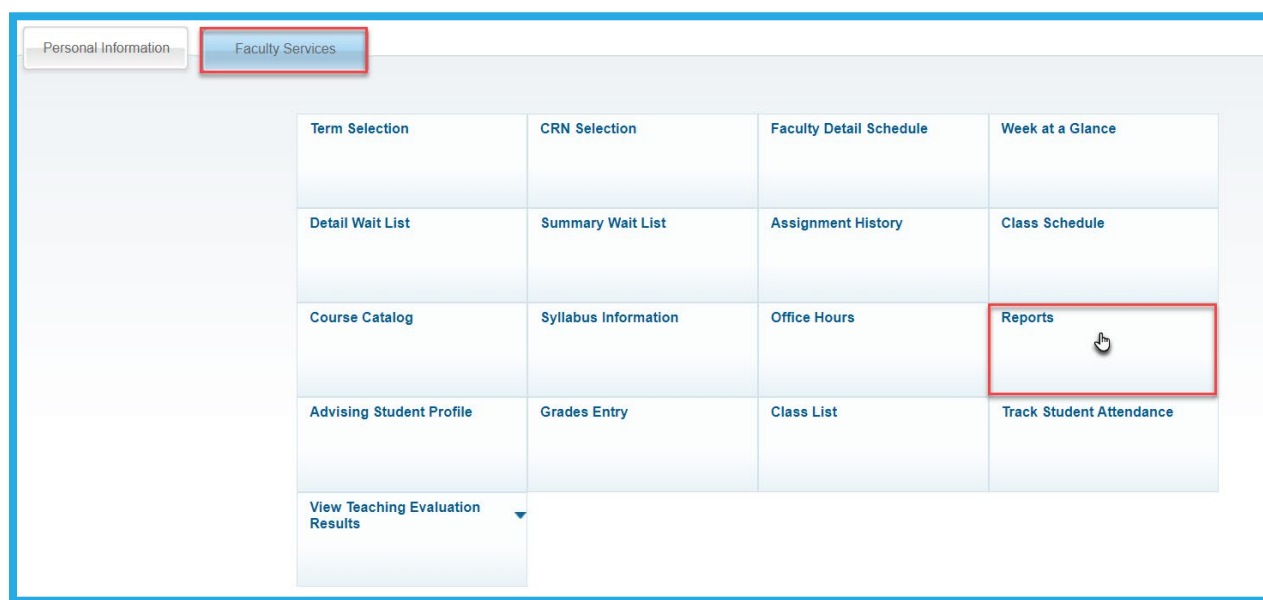 Personal Information
Faculty Services
Term Selection
CRN Selection
Faculty Detail Schedule
Week at a Glance
Detail Wait List
Summary Wait List
Assignment History
Class Schedule
Course Catalog
Syllabus Information
Office Hours
Reports
Advising Student Profile
Grades Entry
Class List
Track Student Attendance
View Teaching Evaluation
Results